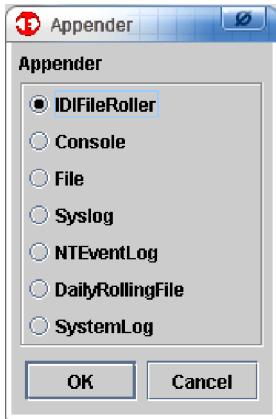 Appender
Appender
IDIFileRoller
Console
File
Syslog
NTEventLog
DailyRollingFile
SystemLog
OK
Cancel